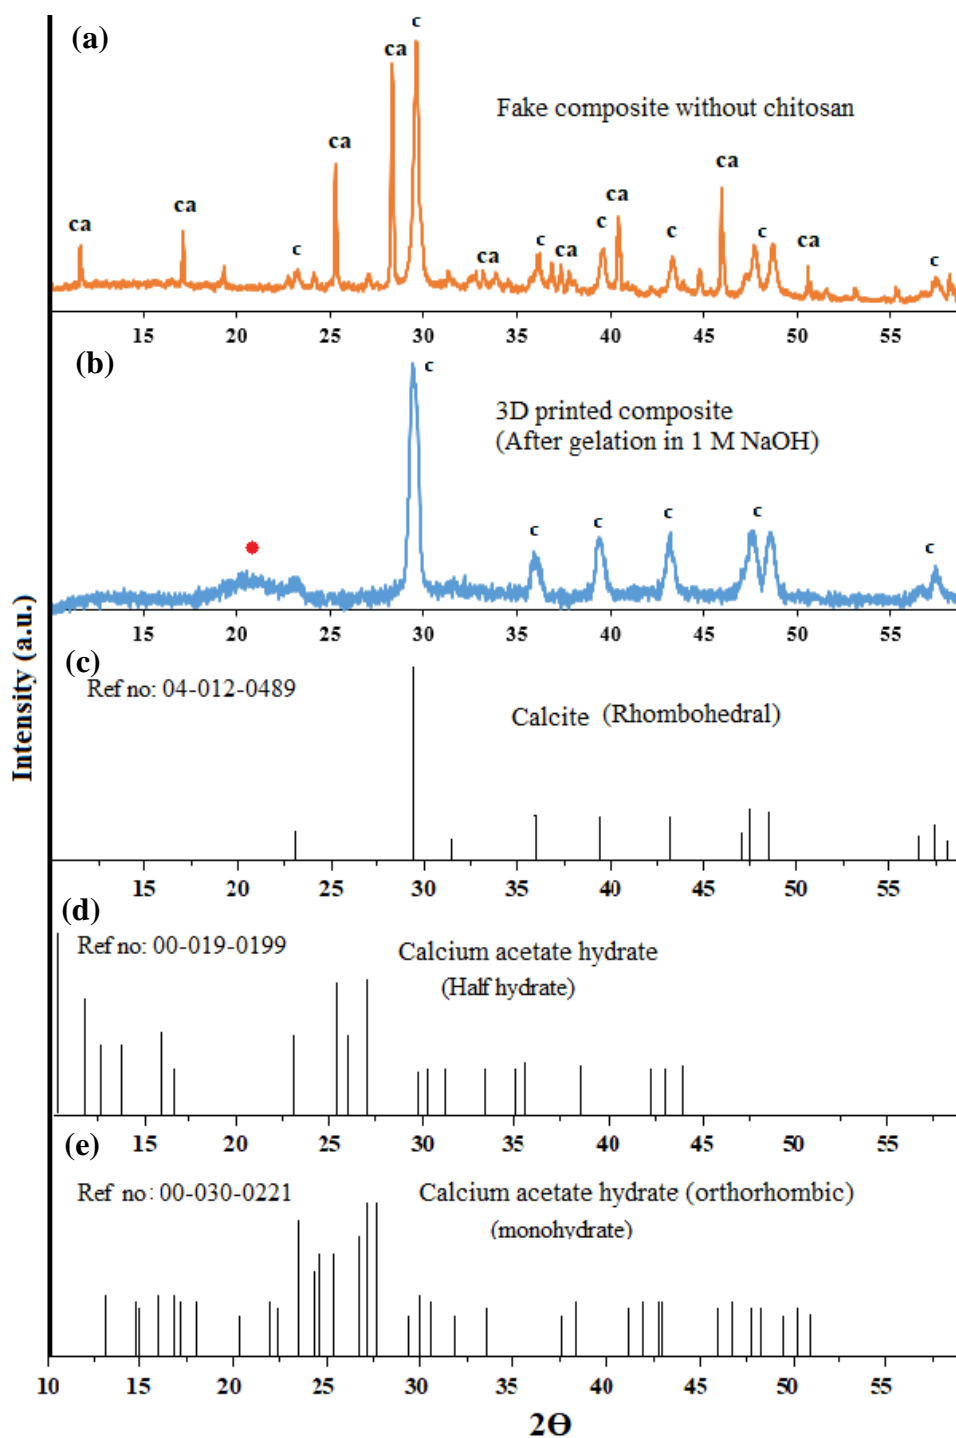 (a)
ca
ca
ca
ca
c
c
ca
c
ca
c
ca
c
ca
c
ca
c
Fake composite without chitosan
15 20 25 30 35 40 45 50 55
(b)
c
c
c
c
c
c
3D printed composite
(After gelation in 1 M NaOH)
15 20 25 30 35 40 45 50 55
(c)
Ref no: 04-012-0489
Calcite (Rhombohedral)
15 20 25 30 35 40 45 50 55
(d)
Ref no: 00-019-0199
Calcium acetate hydrate
(Half hydrate)
15 20 25 30 35 40 45 50 55
(e)
Ref no: 00-030-0221
Calcium acetate hydrate (orthorhombic)
(monohydrate)
10 15 20 25 30 35 40 45 50 55
2Θ
Intensity (a.u.)